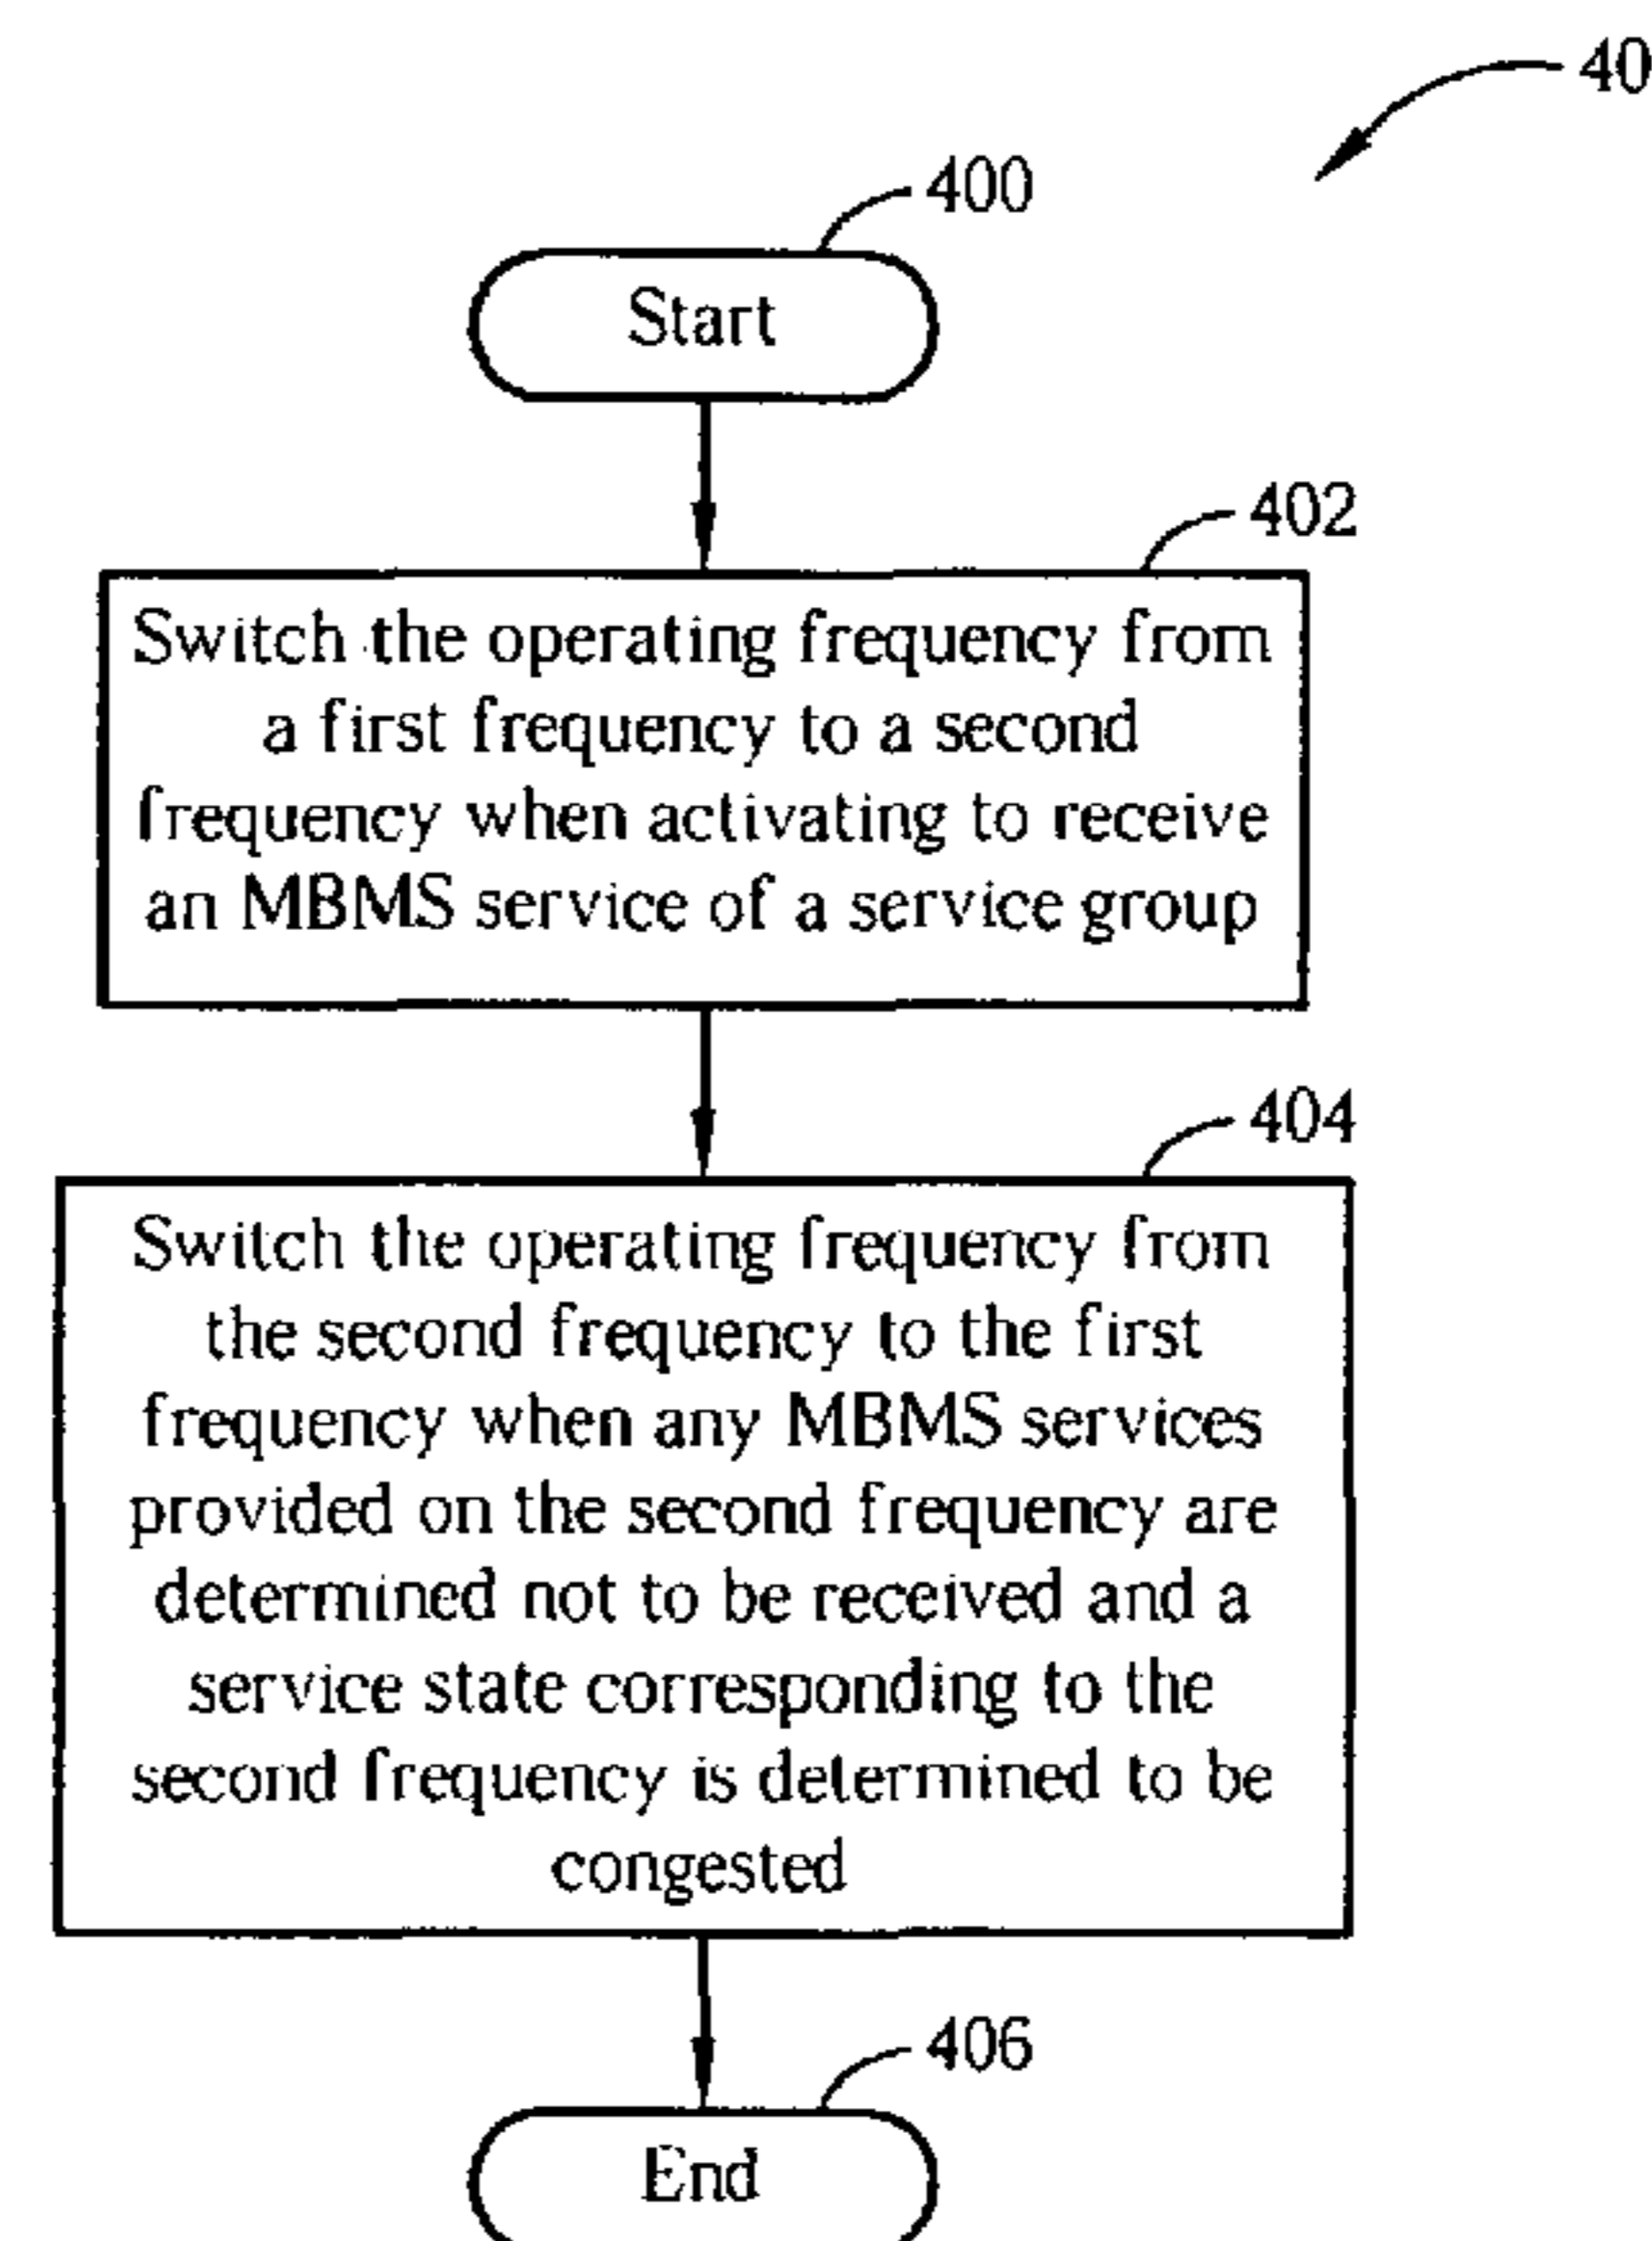 40
400
Start
402
Switch the operating frequency from
a first frequency to a second
frequency when activating to receive
an MBMS service of a service group
404
Switch the operating frequency from
the second frequency to the first
frequency when any MBMS services
provided on the second frequency are
determined not to be received and a
service state corresponding to the
second frequency is determined to be
congested
406
End